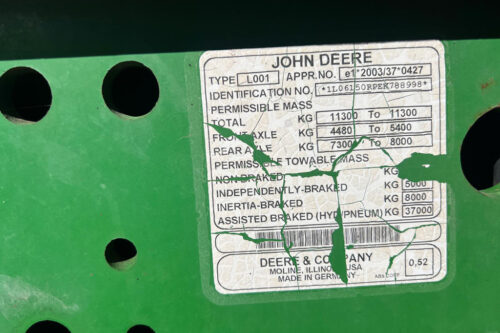 JOHN DEERE
TYPE L001 APPR.NO. e1*2003/37*0427
IDENTIFICATION NO.
PERMISSIBLE MASS
TOTAL KG 11300 To 11300
FRONT AXLE KG 4480 To 5400
REAR AXLE KG 7300 To 8000
PERMISSIBLE TOWABLE MASS
NON BRAKED KG
INDEPENDENTLY-BRAKED KG 6000
INERTIA-BRAKED KG 8000
ASSISTED BRAKED (HYD/PNEUM) KG 37000
DEERE & COMPANY
MOLINE, ILLINOIS, USA
MADE IN GERMANY
0,52